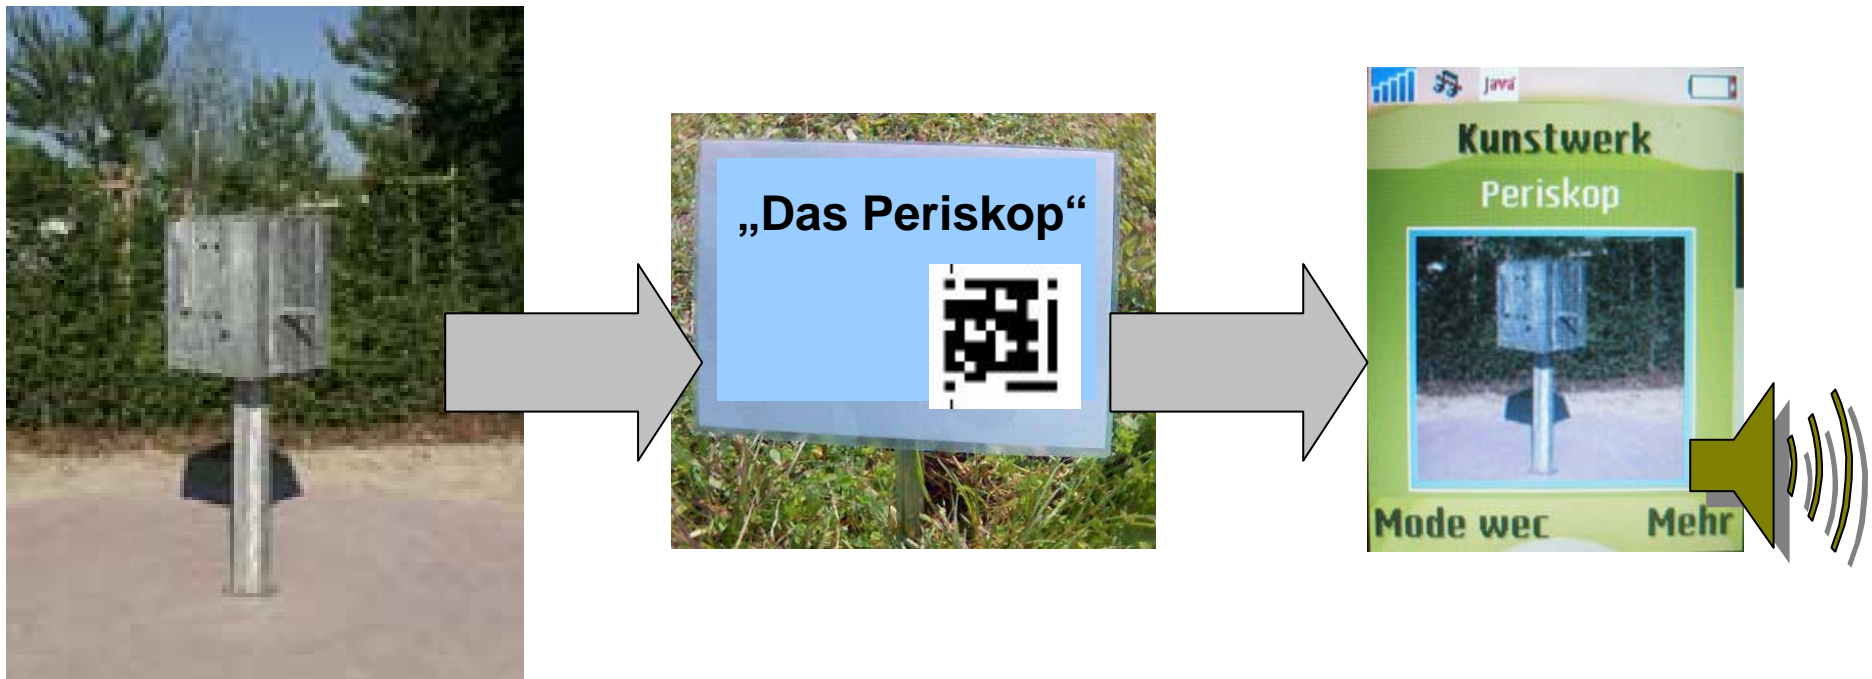 „Das Periskop“
Java
Kunstwerk
Periskop
Mode wec
Mehr